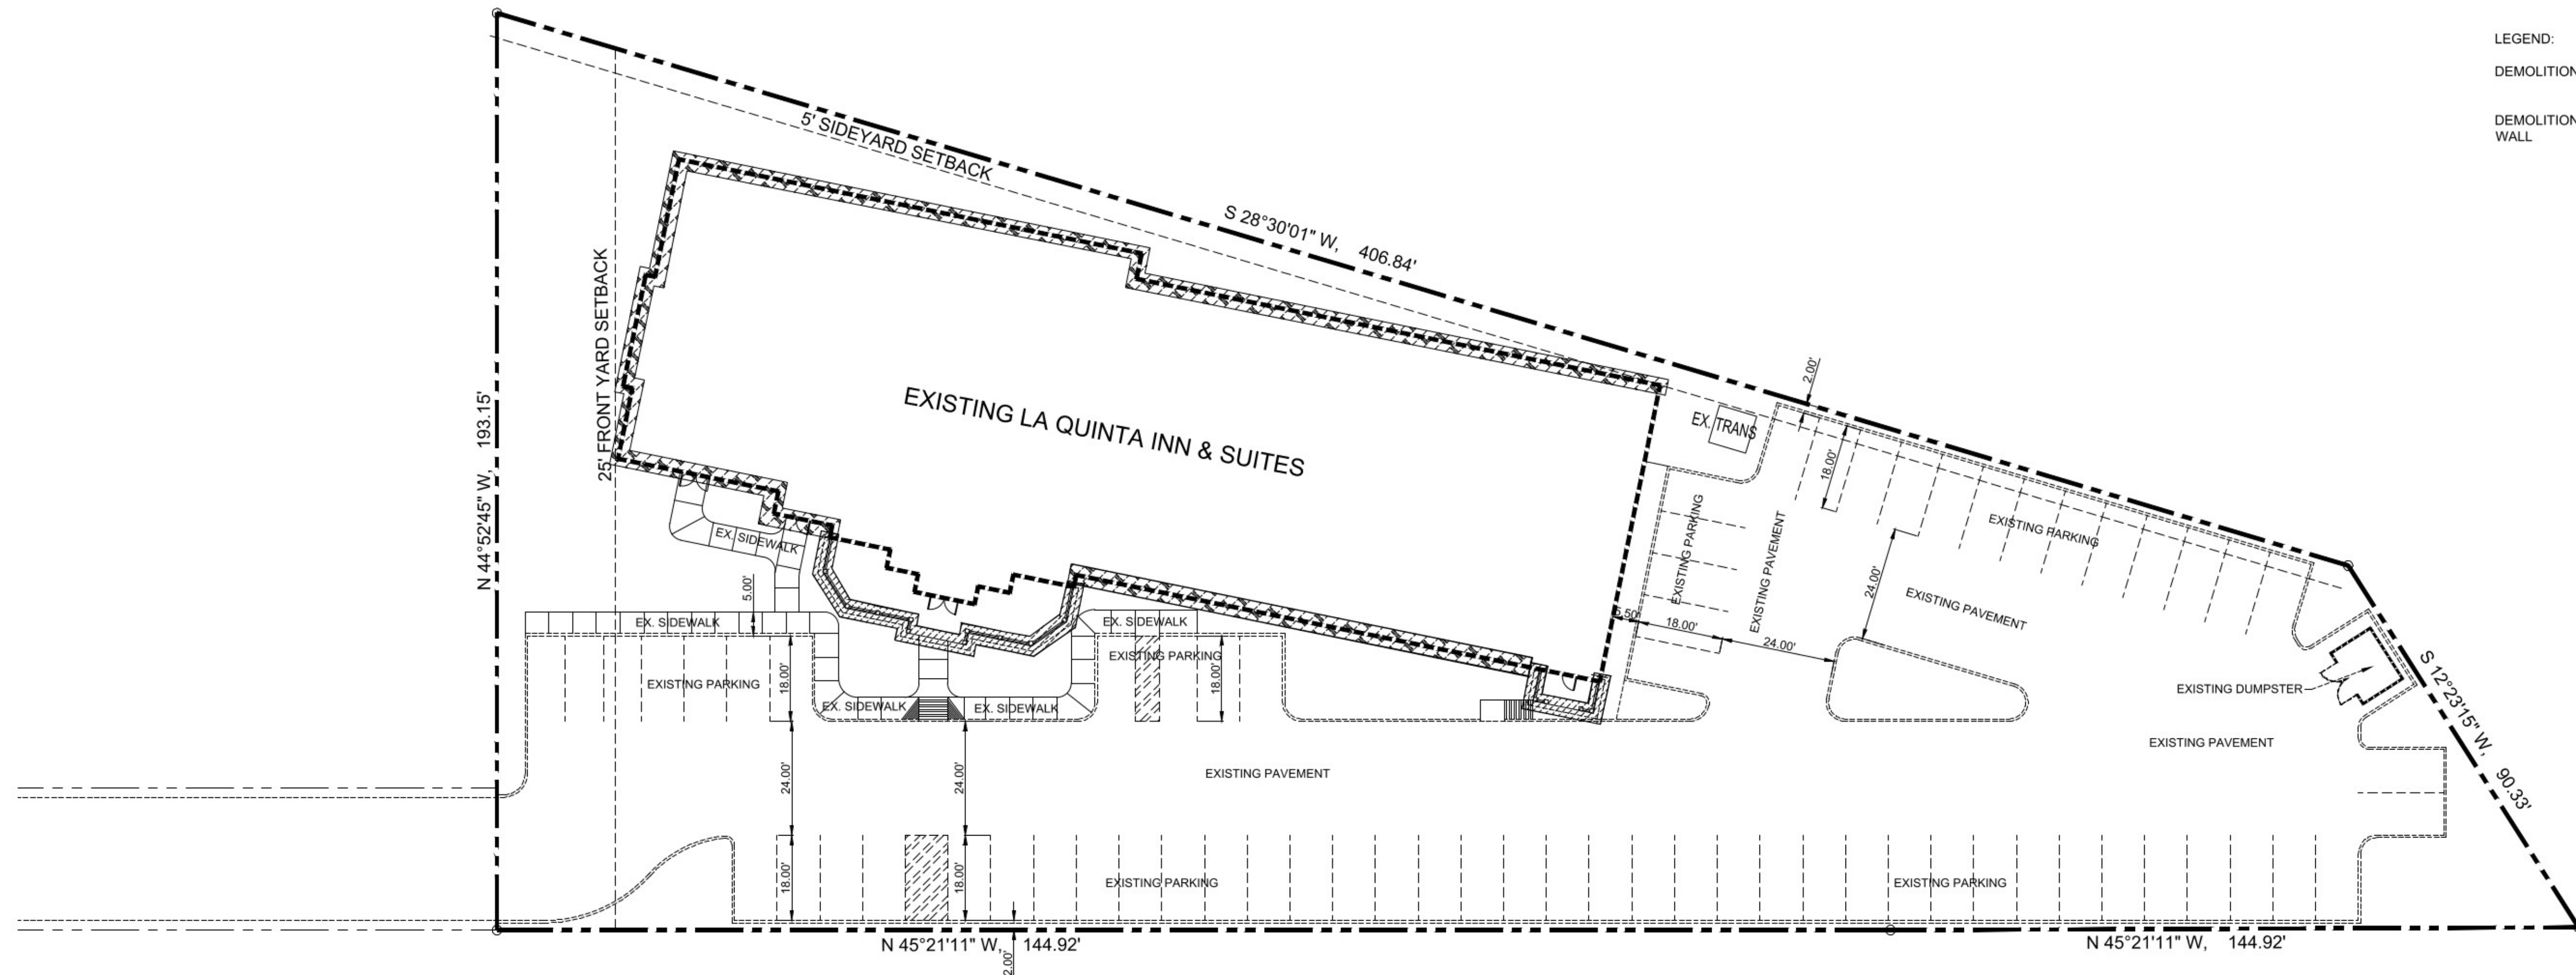 LEGEND:
DEMOLITION
DEMOLITION
WALL
5' SIDEYARD SETBACK
S 28°30'01" W, 406.84'
25' FRONT YARD SETBACK
N 44°52'45" W, 193.15'
EXISTING LA QUINTA INN & SUITES
2.00'
EX. TRANS
18.00'
EXISTING PARKING
EXISTING PARKING
EXISTING PAVEMENT
24.00'
EXISTING PAVEMENT
EX. SIDEWALK
5.00'
EX. SIDEWALK
EX. SIDEWALK
5.50'
18.00'
24.00'
EXISTING PARKING
18.00'
EXISTING PARKING
18.00'
EX. SIDEWALK
EX. SIDEWALK
EXISTING DUMPSTER
S 12°23'15" W, 90.33'
EXISTING PAVEMENT
24.00'
24.00'
EXISTING PAVEMENT
18.00'
18.00'
EXISTING PARKING
EXISTING PARKING
N 45°21'11" W, 144.92'
2.00'
N 45°21'11" W, 144.92'